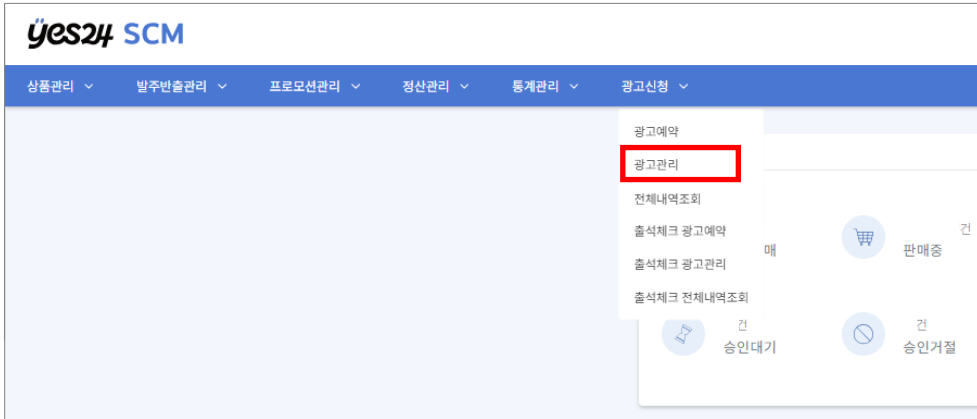 yes24 SCM
상품관리 발주반출관리 프로모션관리 정산관리 통계관리 광고신청
광고예약
광고관리
전체내역조회
출석체크 광고예약
출석체크 광고관리
출석체크 전체내역조회
건
매 판매중
건 건
승인대기 승인거절